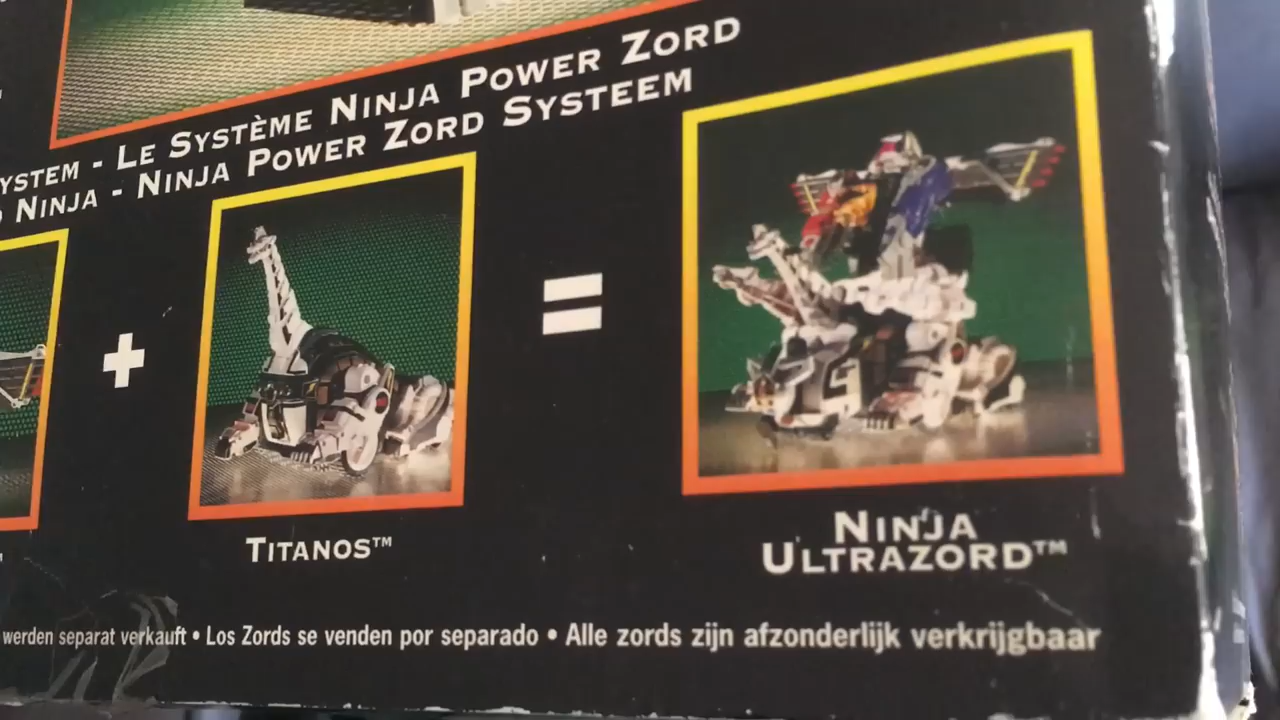 YSTEM - LE SYSTÈME NINJA POWER ZORD
NINJA - NINJA POWER ZORD SYSTEEM
+
=
TITANOS™
NINJA
ULTRAZORD™
werden separat verkauft • Los Zords se venden por separado • Alle zords zijn afzonderlijk verkrijgbaar